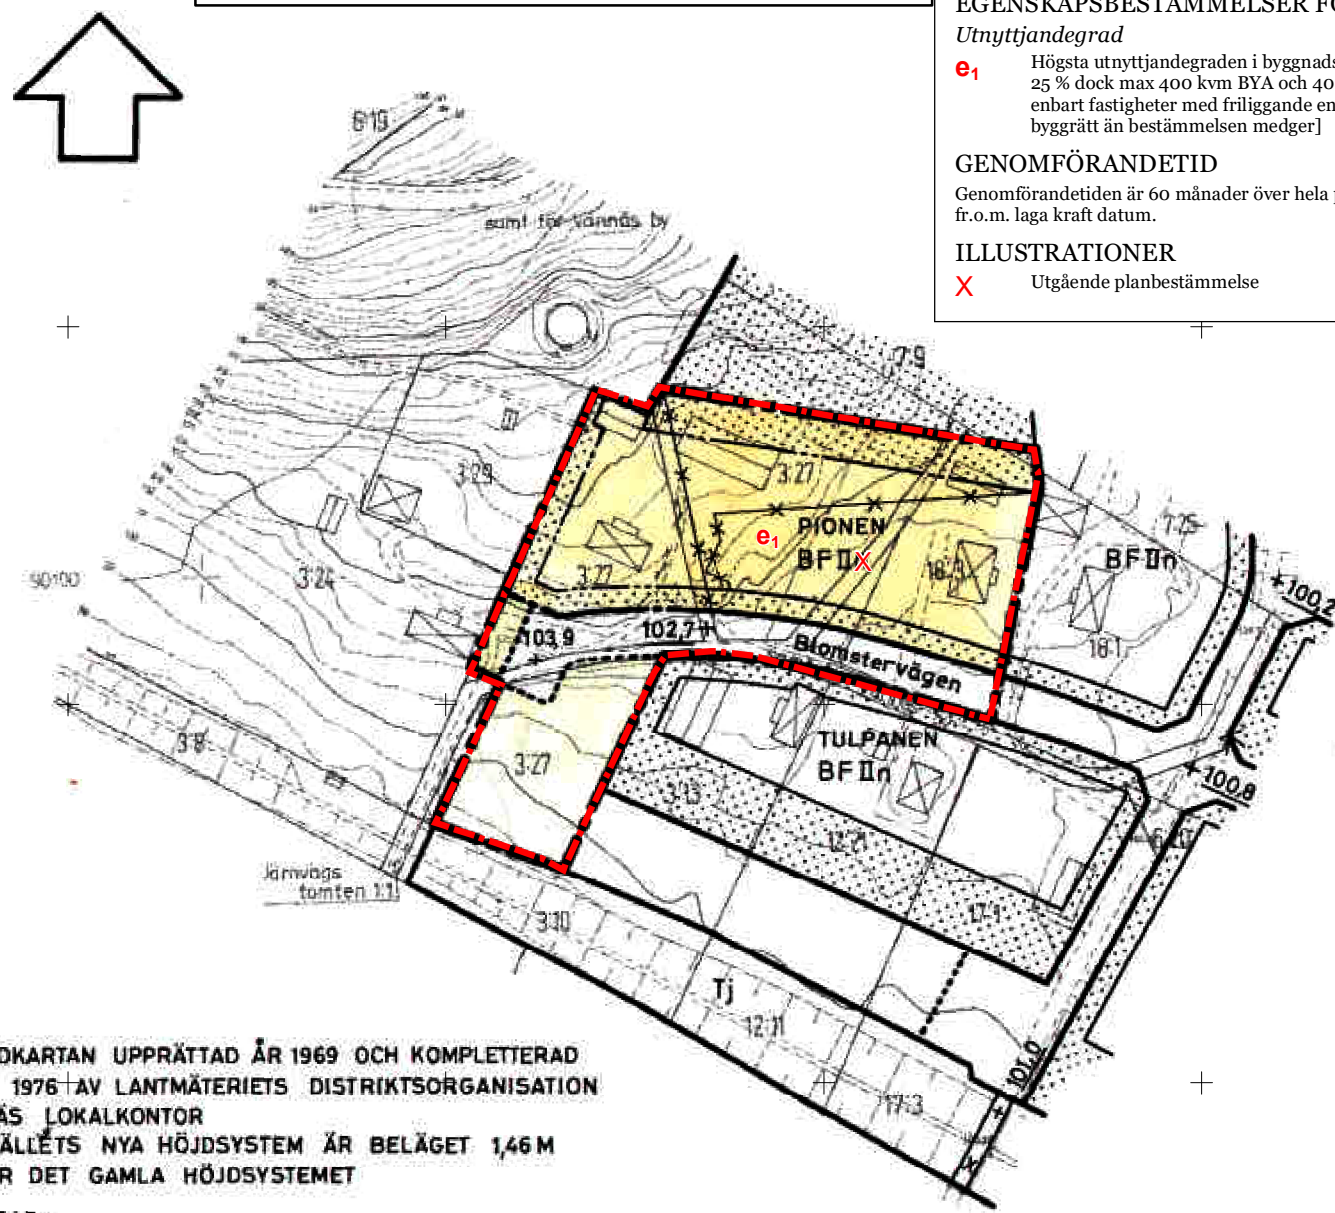 EGENSKAPSBESTÄMMELSER FÖ
Utnyttjandegrad
e1 Högsta utnyttjandegraden i byggnads
25 % dock max 400 kvm BYA och 40
enbart fastigheter med friliggande en
byggrätt än bestämmelsen medger]
GENOMFÖRANDETID
Genomförandetiden är 60 månader över hela p
fr.o.m. laga kraft datum.
ILLUSTRATIONER
X Utgående planbestämmelse
6:19
samt för Vännäs by
7:9
3:29
3:27
PIONEN
e1
BF II X
3:27
18:3
7:25
BF IIn
3:24
90100
+100,2
103,9
102,7+
18:1
Blomstervägen
3:8
TULPANEN
BF IIn
3:27
3:13
+100,8
12:21
6:20
Järnvägs
tomten 1:1
17:1
3:10
Tj
12:11
101,0
17:3
DKARTAN UPPRÄTTAD ÅR 1969 OCH KOMPLETTERAD
1976 AV LANTMÄTERIETS DISTRIKTSORGANISATION
ÄS LOKALKONTOR
ÄLLETS NYA HÖJDSYSTEM ÄR BELÄGET 1,46 M
R DET GAMLA HÖJDSYSTEMET